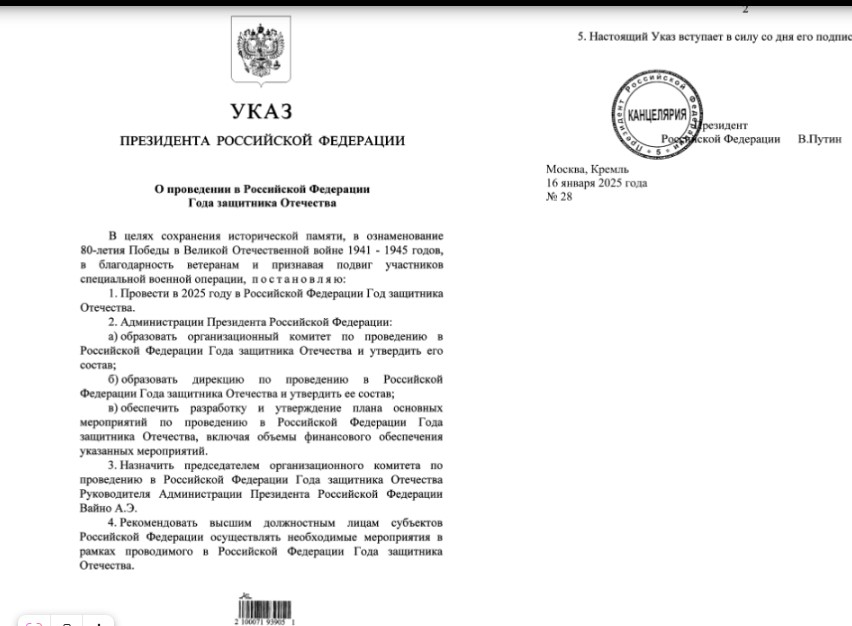 УКАЗ
ПРЕЗИДЕНТА РОССИЙСКОЙ ФЕДЕРАЦИИ
О проведении в Российской Федерации
Года защитника Отечества
В целях сохранения исторической памяти, в ознаменование
80-летия Победы в Великой Отечественной войне 1941 - 1945 годов,
в благодарность ветеранам и признавая подвиг участников
специальной военной операции, п о с т а н о в л я ю:
1. Провести в 2025 году в Российской Федерации Год защитника
Отечества.
2. Администрации Президента Российской Федерации:
а) образовать организационный комитет по проведению в
Российской Федерации Года защитника Отечества и утвердить его
состав;
б) образовать дирекцию по проведению в Российской
Федерации Года защитника Отечества и утвердить ее состав;
в) обеспечить разработку и утверждение плана основных
мероприятий по проведению в Российской Федерации Года
защитника Отечества, включая объемы финансового обеспечения
указанных мероприятий.
3. Назначить председателем организационного комитета по
проведению в Российской Федерации Года защитника Отечества
Руководителя Администрации Президента Российской Федерации
Вайно А.Э.
4. Рекомендовать высшим должностным лицам субъектов
Российской Федерации осуществлять необходимые мероприятия в
рамках проводимого в Российской Федерации Года защитника
Отечества.
2 100071 93905 1
2
5. Настоящий Указ вступает в силу со дня его подпис
Президент Российской Федерации
КАНЦЕЛЯРИЯ
5
Президент
Российской Федерации В.Путин
Москва, Кремль
16 января 2025 года
№ 28